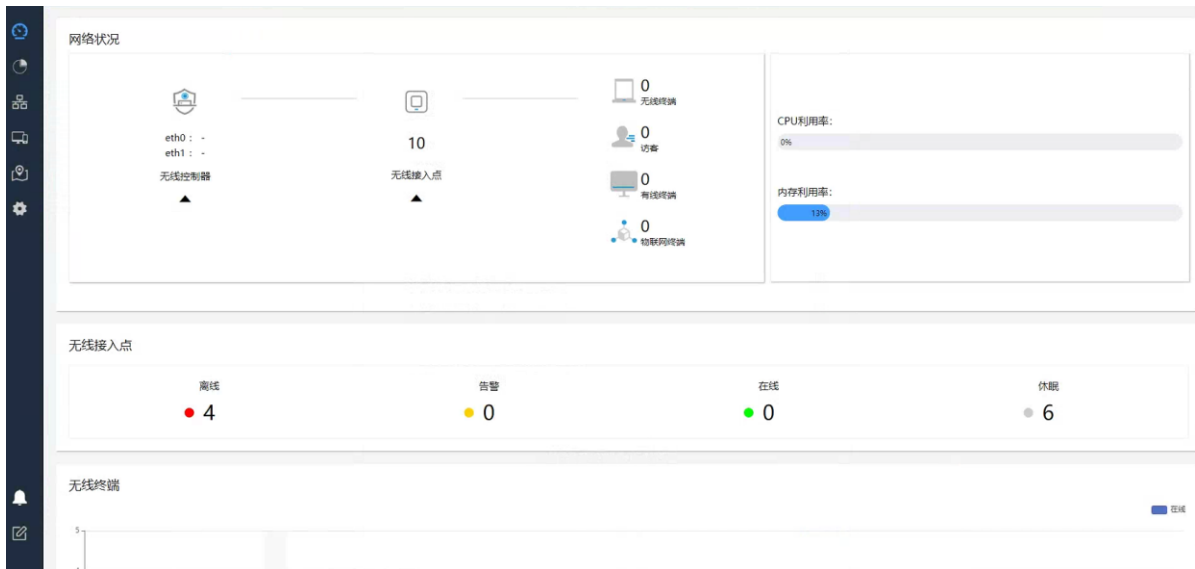 网络状况
eth0： -
eth1： -
无线控制器
10
无线接入点
0
无线终端
0
访客
0
有线终端
0
物联网终端
CPU利用率：
0%
内存利用率：
13%
无线接入点
离线
4
告警
0
在线
0
休眠
6
无线终端
在线
5